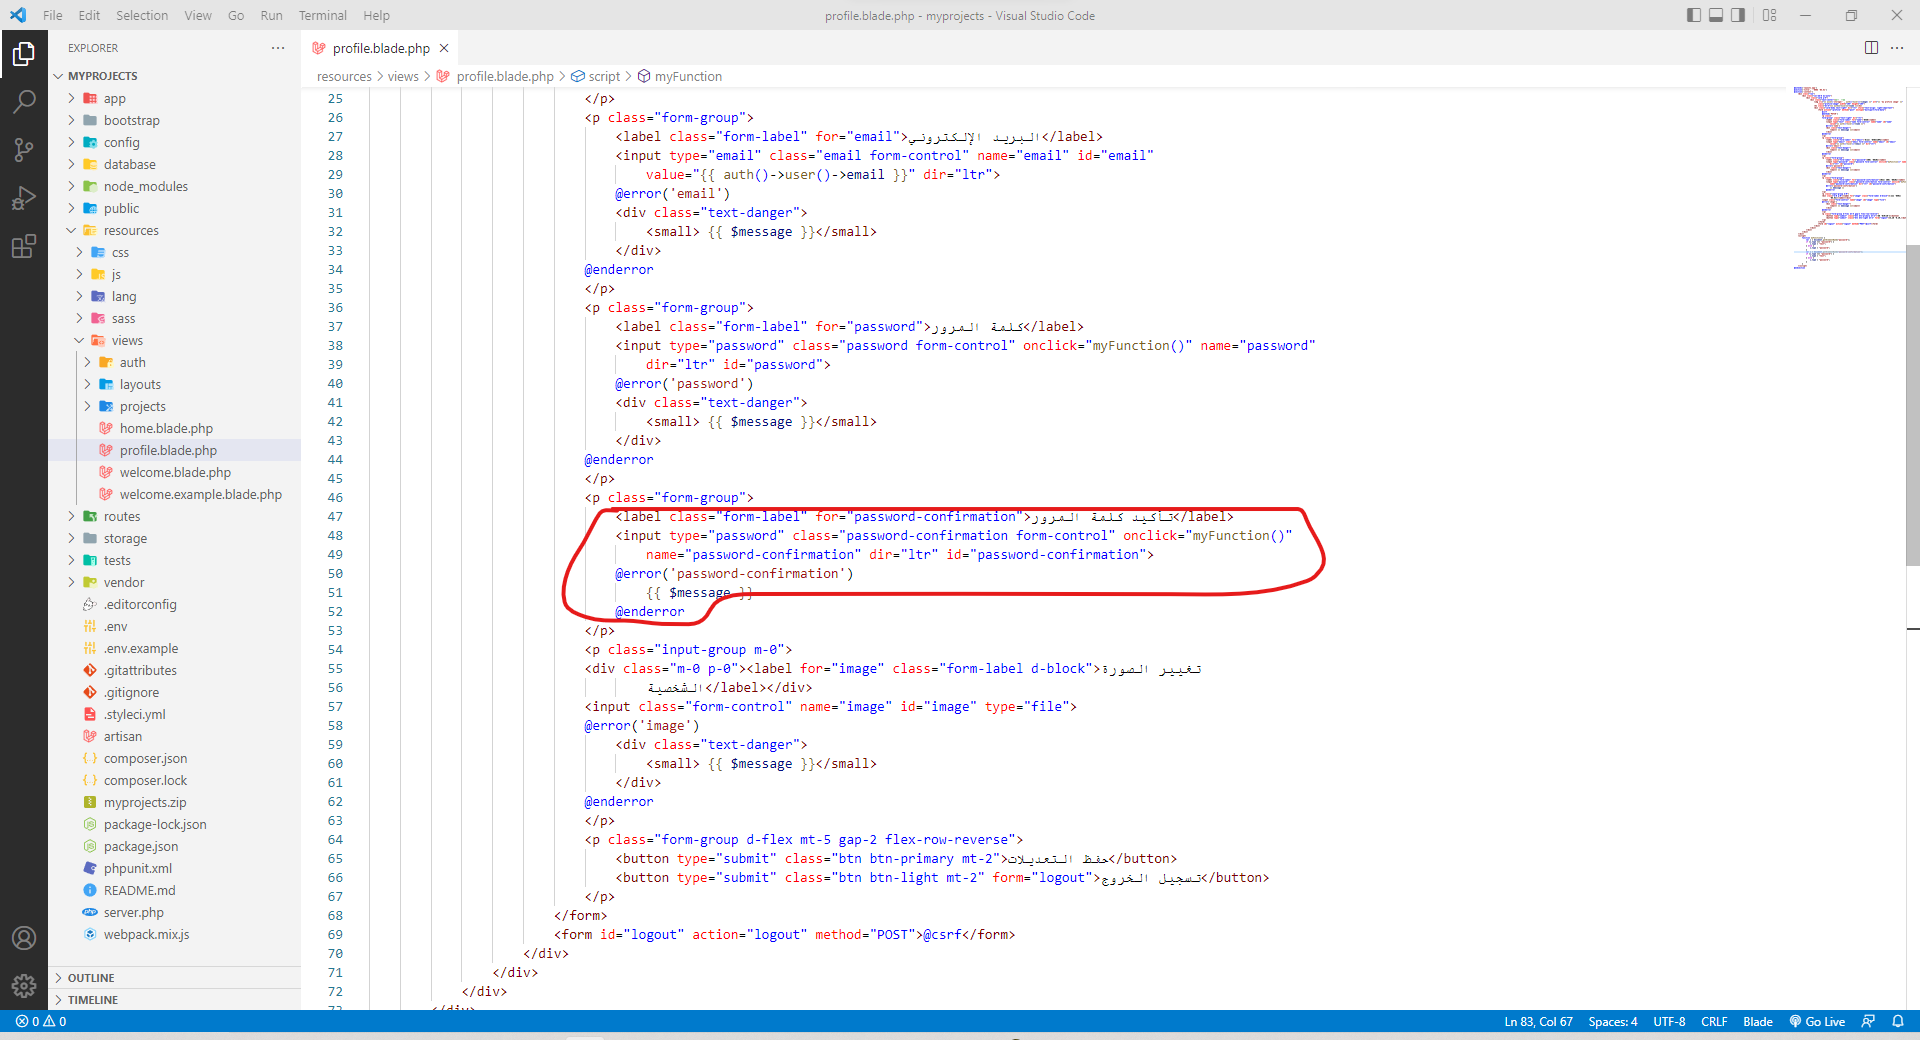 File Edit Selection View Go Run Terminal Help
profile.blade.php - myprojects - Visual Studio Code
EXPLORER
MYPROJECTS
app
bootstrap
config
database
node_modules
public
resources
css
js
lang
sass
views
auth
layouts
projects
home.blade.php
profile.blade.php
welcome.blade.php
welcome.example.blade.php
routes
storage
tests
vendor
.editorconfig
.env
.env.example
.gitattributes
.gitignore
.styleci.yml
artisan
composer.json
composer.lock
myprojects.zip
package-lock.json
package.json
phpunit.xml
README.md
server.php
webpack.mix.js
OUTLINE
TIMELINE
profile.blade.php
resources > views > profile.blade.php > script > myFunction
25 </p>
26 <p class="form-group">
27 <label class="form-label" for="email">البريد الإلكتروني</label>
28 <input type="email" class="email form-control" name="email" id="email"
29 value="{{ auth()->user()->email }}" dir="ltr">
30 @error('email')
31 <div class="text-danger">
32 <small> {{ $message }}</small>
33 </div>
34 @enderror
35 </p>
36 <p class="form-group">
37 <label class="form-label" for="password">كلمة المرور</label>
38 <input type="password" class="password form-control" onclick="myFunction()" name="password"
39 dir="ltr" id="password">
40 @error('password')
41 <div class="text-danger">
42 <small> {{ $message }}</small>
43 </div>
44 @enderror
45 </p>
46 <p class="form-group">
47 <label class="form-label" for="password-confirmation">تأكيد كلمة المرور</label>
48 <input type="password" class="password-confirmation form-control" onclick="myFunction()"
49 name="password-confirmation" dir="ltr" id="password-confirmation">
50 @error('password-confirmation')
51 {{ $message }}
52 @enderror
53 </p>
54 <p class="input-group m-0">
55 <div class="m-0 p-0"><label for="image" class="form-label d-block">تغيير الصورة
56 الشخصية</label></div>
57 <input class="form-control" name="image" id="image" type="file">
58 @error('image')
59 <div class="text-danger">
60 <small> {{ $message }}</small>
61 </div>
62 @enderror
63 </p>
64 <p class="form-group d-flex mt-5 gap-2 flex-row-reverse">
65 <button type="submit" class="btn btn-primary mt-2">حفظ التعديلات</button>
66 <button type="submit" class="btn btn-light mt-2" form="logout">تسجيل الخروج</button>
67 </p>
68 </form>
69 <form id="logout" action="logout" method="POST">@csrf</form>
70 </div>
71 </div>
72 </div>
73 </div>
0 0
Ln 83, Col 67 Spaces: 4 UTF-8 CRLF Blade Go Live